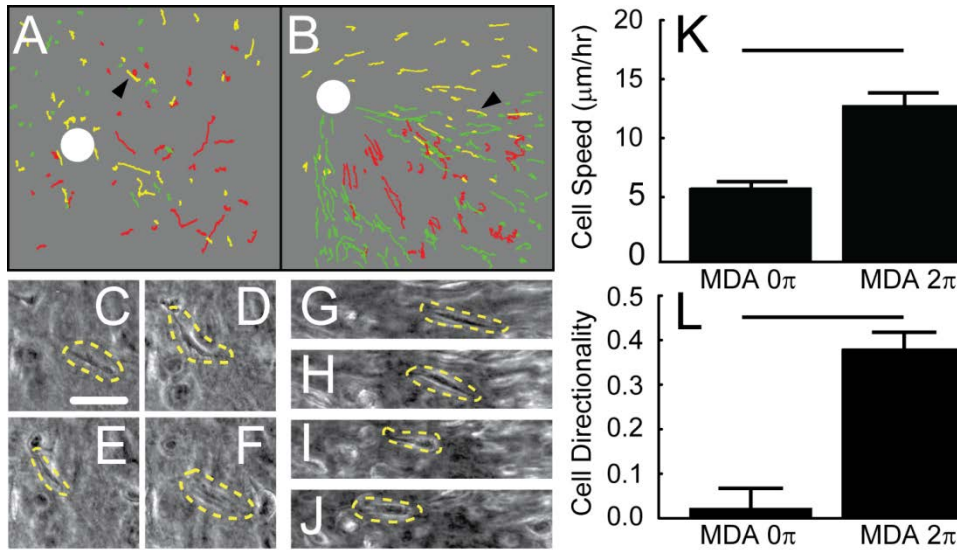 A
B
C
D
E
F
G
H
I
J
K
Cell Speed (μm/hr)
20
15
10
5
0
MDA 0π
MDA 2π
L
Cell Directionality
0.5
0.4
0.3
0.2
0.1
0.0
MDA 0π
MDA 2π